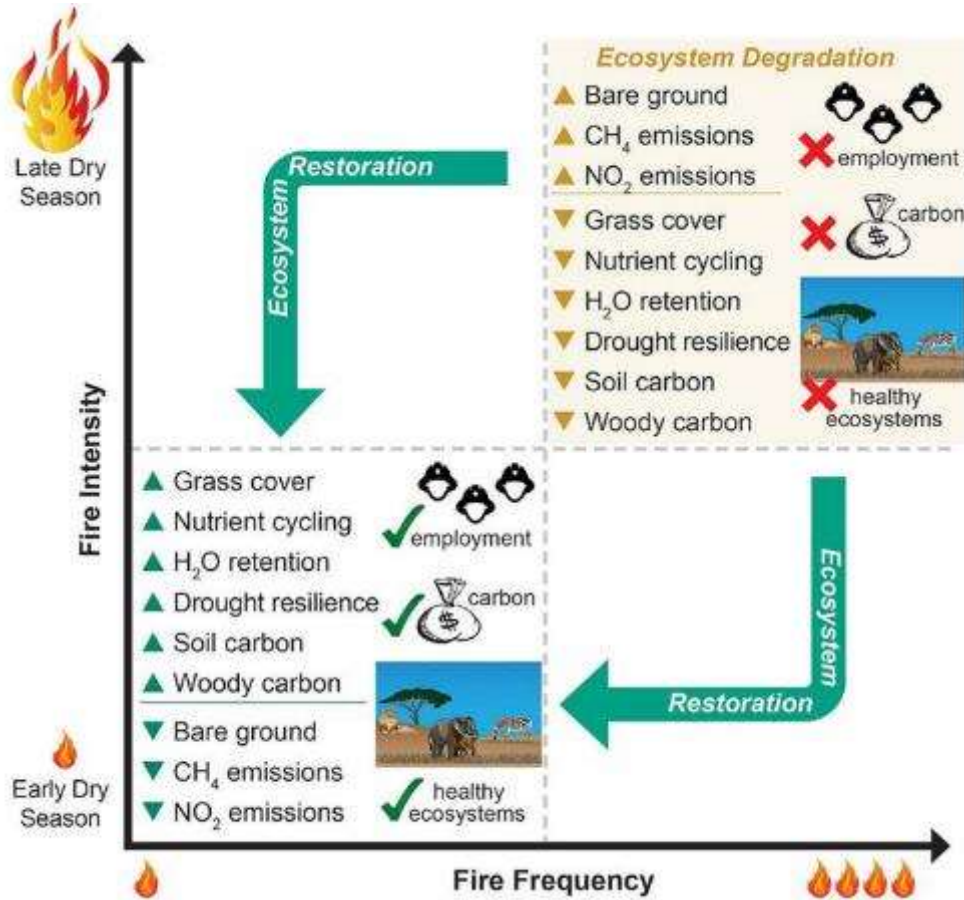 Late Dry
Season
Fire Intensity
Early Dry
Season
Ecosystem Degradation
Bare ground
CH₄ emissions
NO₂ emissions
employment
Grass cover
Nutrient cycling
H₂O retention
Drought resilience
Soil carbon
Woody carbon
$
carbon
healthy
ecosystems
Restoration
Ecosystem
Grass cover
Nutrient cycling
H₂O retention
Drought resilience
Soil carbon
Woody carbon
Bare ground
CH₄ emissions
NO₂ emissions
employment
$
carbon
healthy
ecosystems
Ecosystem
Restoration
Fire Frequency